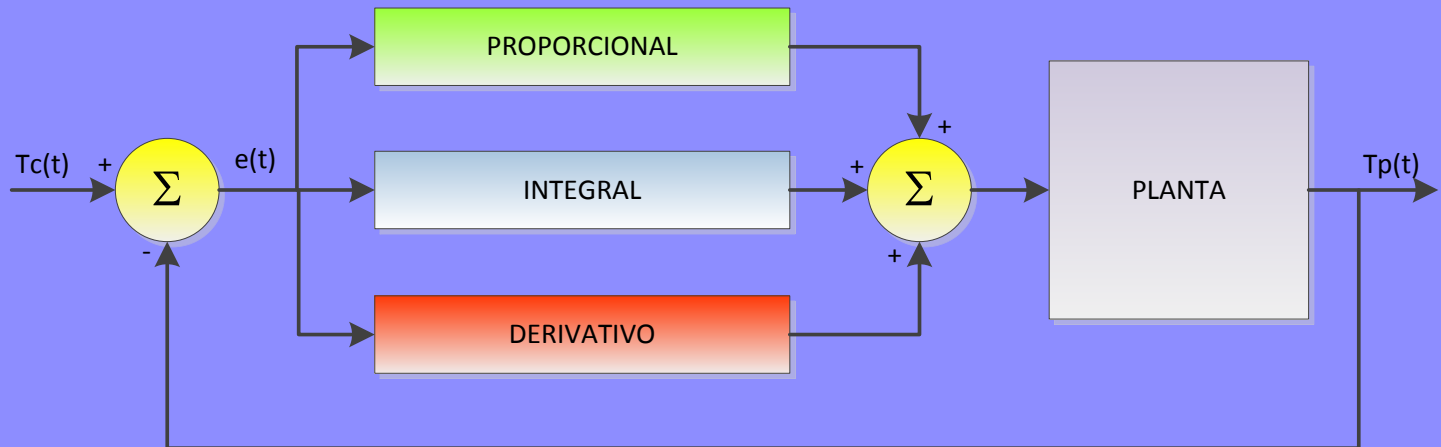 PROPORCIONAL
Tc(t)
+
Σ
-
e(t)
INTEGRAL
+
+
+
Σ
PLANTA
Tp(t)
DERIVATIVO